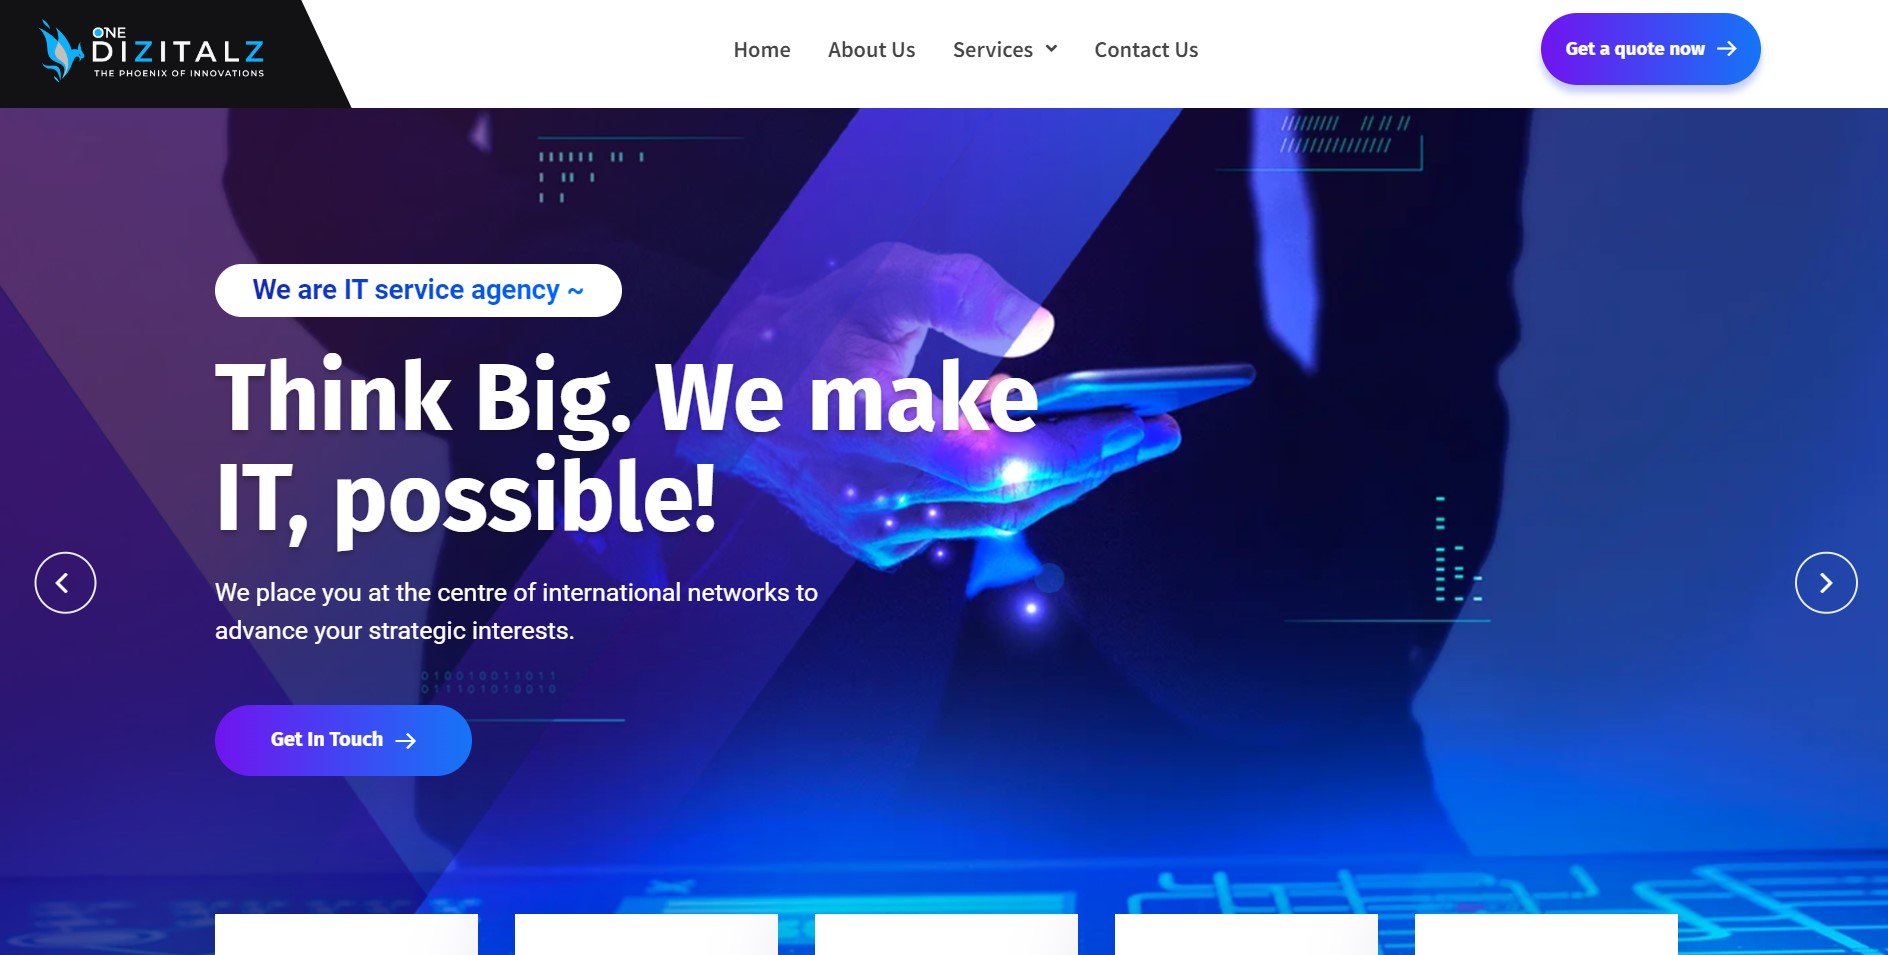 ONE
DIZITALZ
THE PHOENIX OF INNOVATIONS
Home
About Us
Services
Contact Us
Get a quote now
We are IT service agency ~
Think Big. We make
IT, possible!
We place you at the centre of international networks to
advance your strategic interests.
010010011011
011101010010
Get In Touch